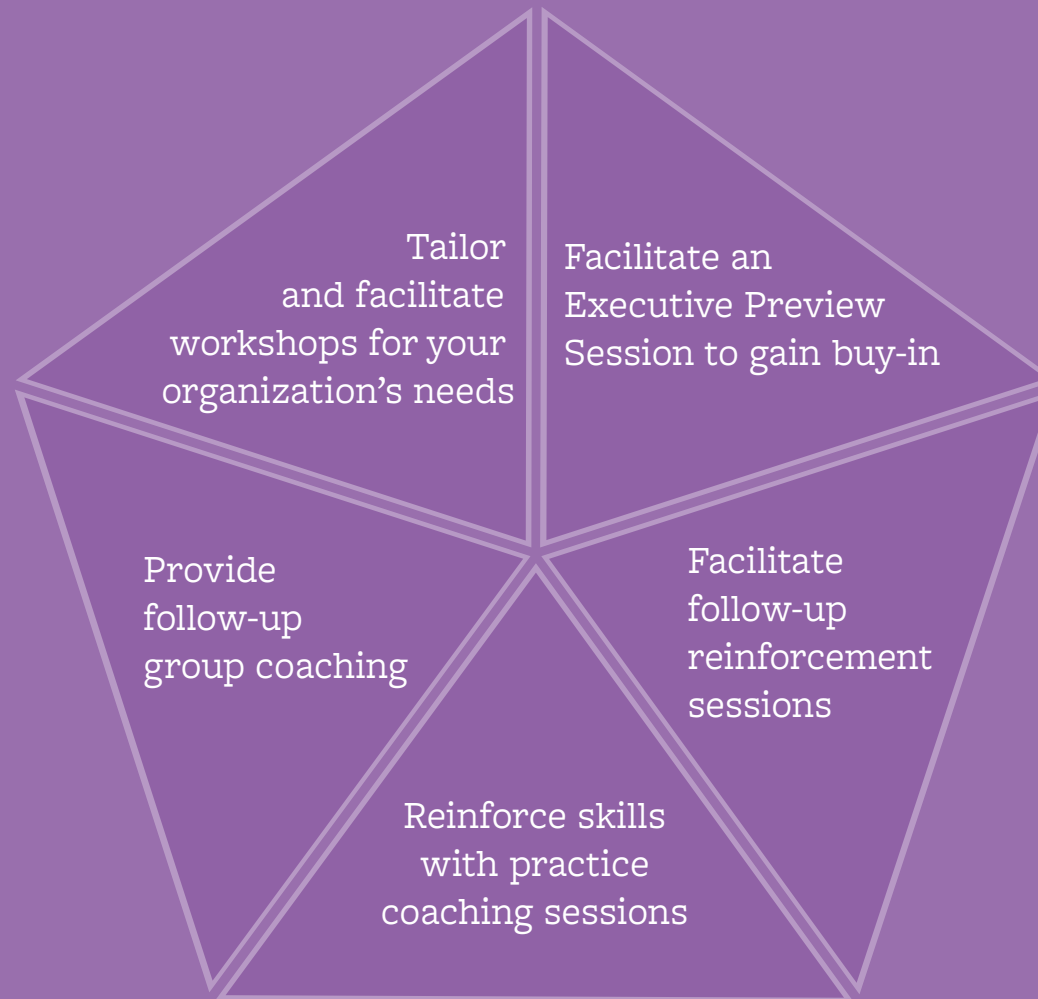 Tailor
and facilitate
workshops for your
organization’s needs
Facilitate an
Executive Preview
Session to gain buy-in
Provide
follow-up
group coaching
Facilitate
follow-up
reinforcement
sessions
Reinforce skills
with practice
coaching sessions